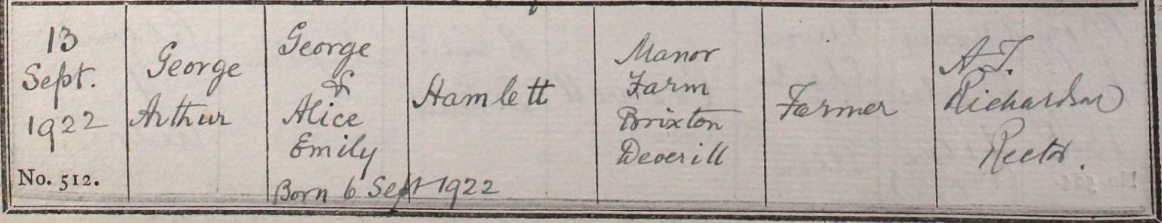 13
Sept.
1922
No. 512.
George
Arthur
George
&
Alice
Emily
Born 6 Sept 1922
Hamlett
Manor
Farm
Brixton
Deverill
Farmer
A.T.
Richardson
Rector.